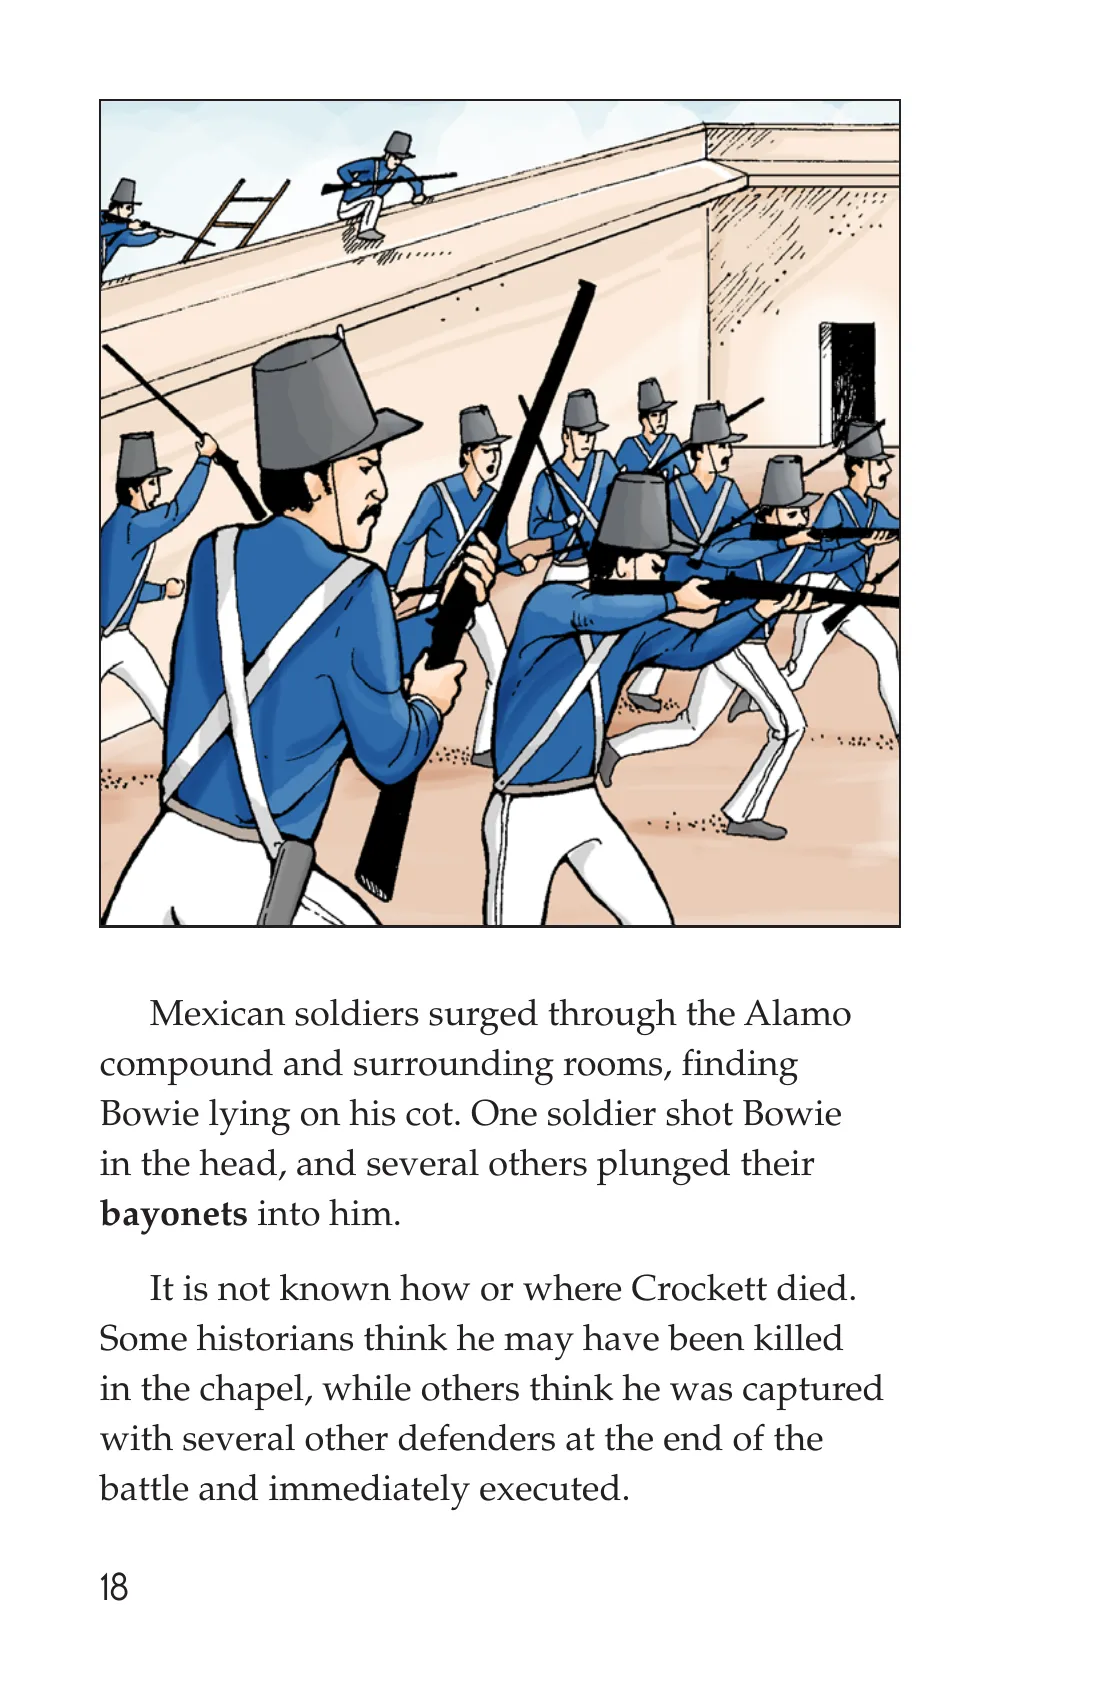 Mexican soldiers surged through the Alamo
compound and surrounding rooms, finding
Bowie lying on his cot. One soldier shot Bowie
in the head, and several others plunged their
bayonets into him.
It is not known how or where Crockett died.
Some historians think he may have been killed
in the chapel, while others think he was captured
with several other defenders at the end of the
battle and immediately executed.
18